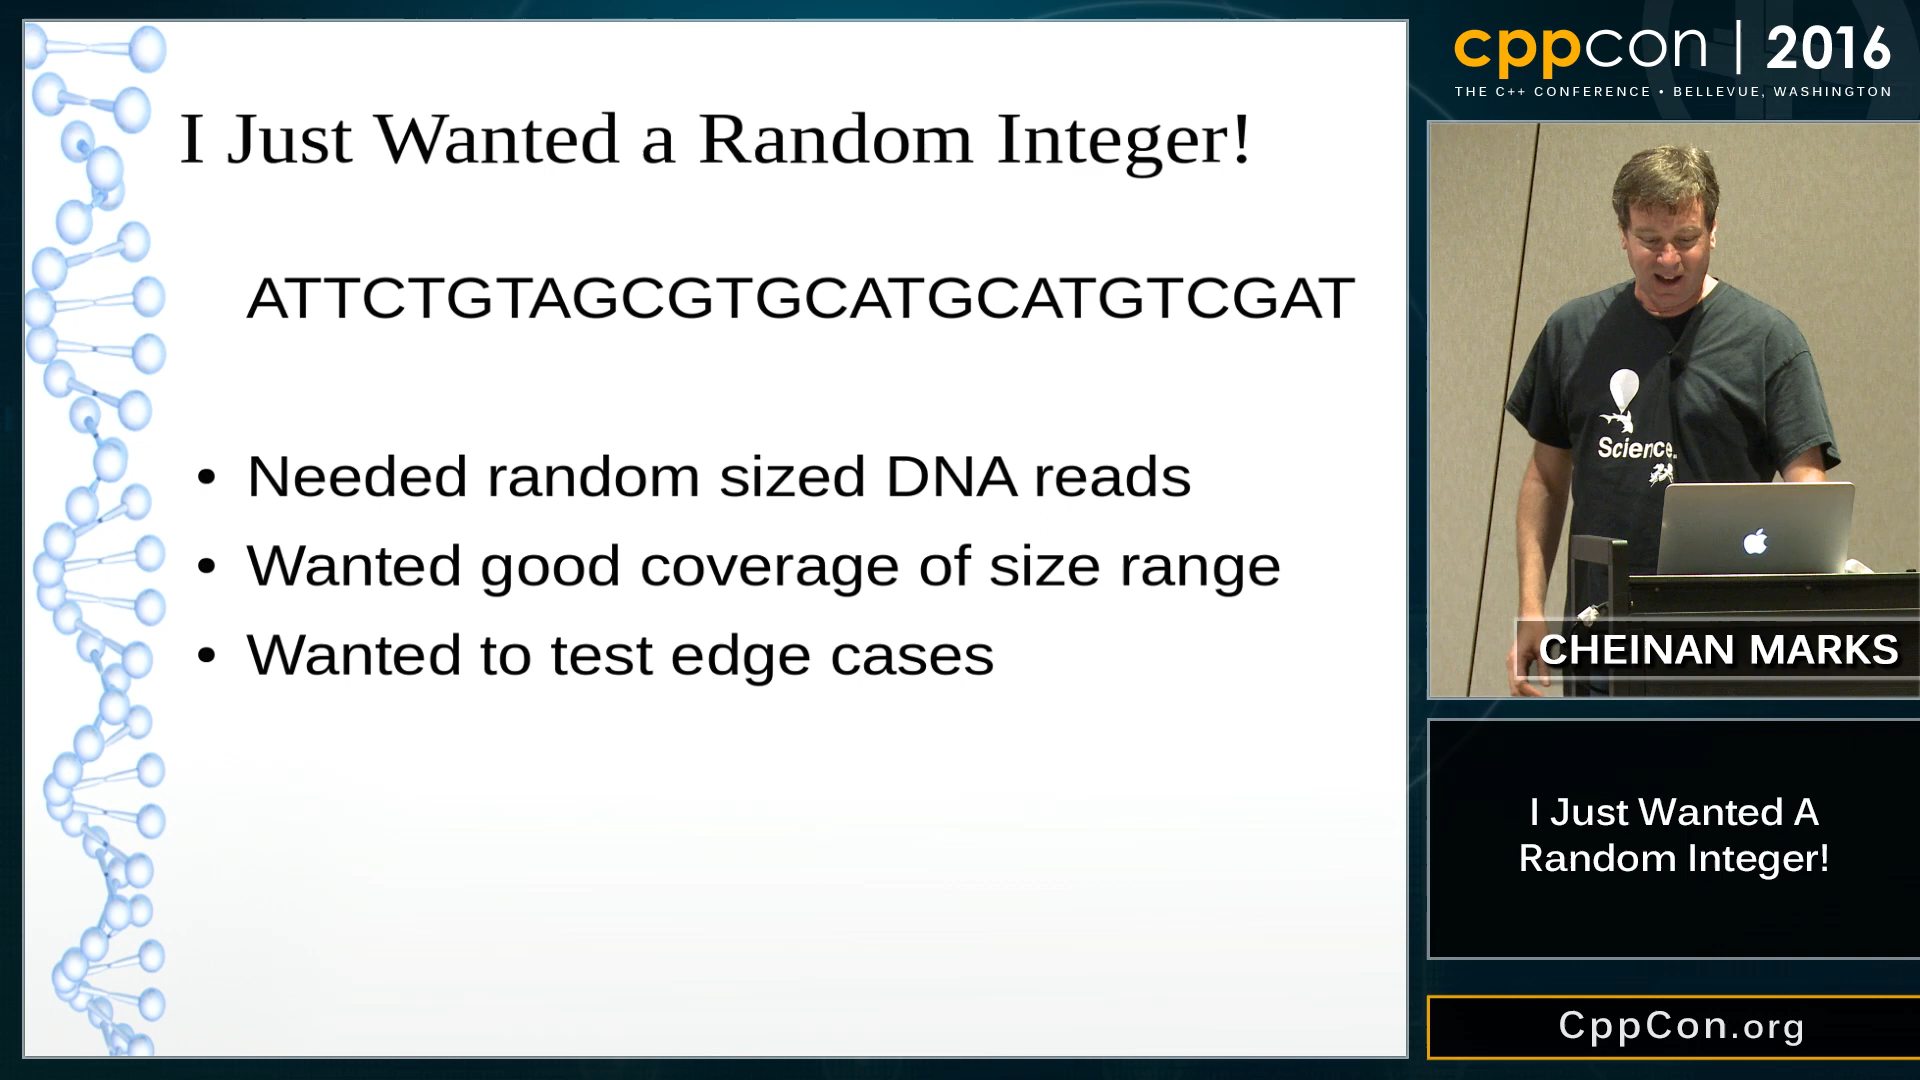 I Just Wanted a Random Integer!
ATTCTGTAGCGTGCATGCATGTCGAT
• Needed random sized DNA reads
• Wanted good coverage of size range
• Wanted to test edge cases
cppcon | 2016
THE C++ CONFERENCE • BELLEVUE, WASHINGTON
Science.
CHEINAN MARKS
I Just Wanted A
Random Integer!
CppCon.org